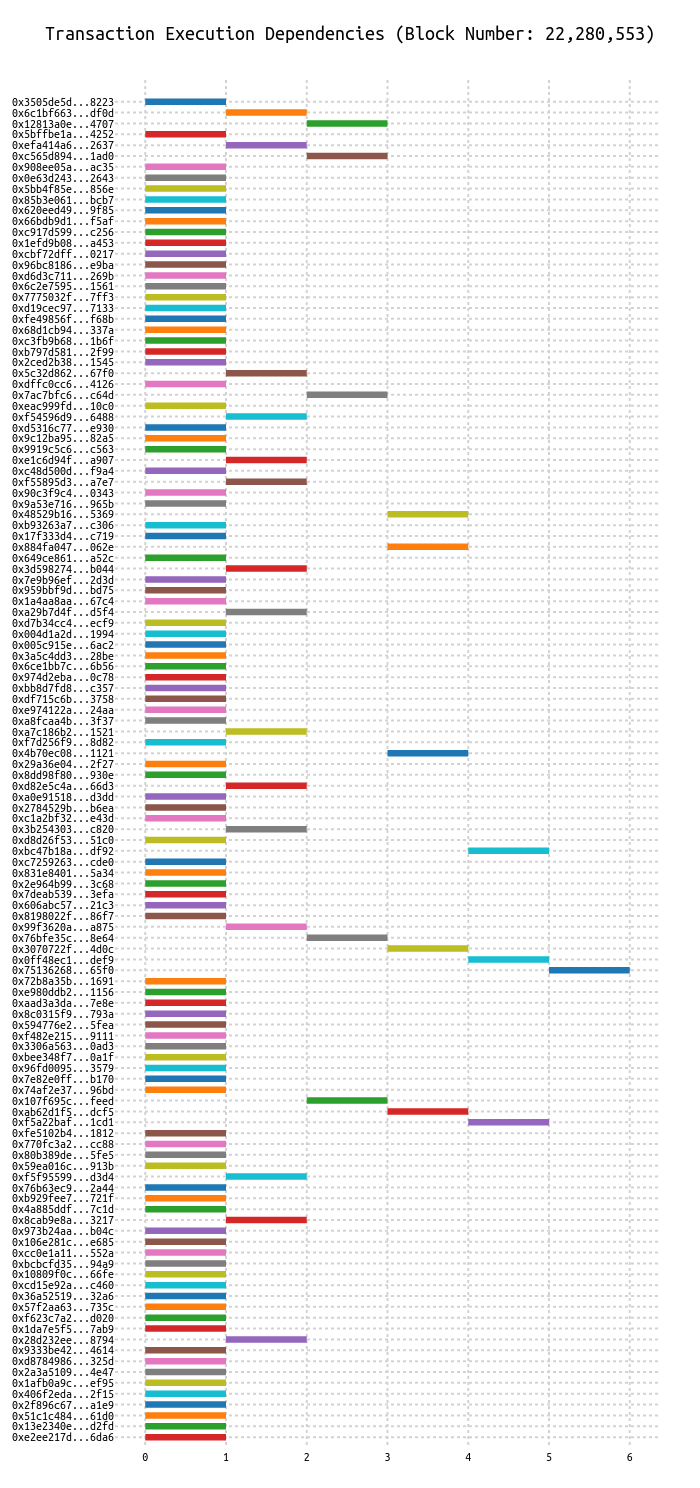 Transaction Execution Dependencies (Block Number: 22,280,553)
0x3505de5d...8223
0x6c1bf663...df0d
0x12813a0e...4707
0x5bffbe1a...4252
0xefa414a6...2637
0xc565d894...1ad0
0x908ee05a...ac35
0x0e63d243...2643
0x5bb4f85e...856e
0x85b3e061...bcb7
0x620eed49...9f85
0x66bdb9d1...f5af
0xc917d599...c256
0x1efd9b08...a453
0xcbf72dff...0217
0x96bc8186...e9ba
0xd6d3c711...269b
0x6c2e7595...1561
0x7775032f...7ff3
0xd19cec97...7133
0xfe49856f...f68b
0x68d1cb94...337a
0xc3fb9b68...1b6f
0xb797d581...2f99
0x2ced2b38...1545
0x5c32d862...67f0
0xdffc0cc6...4126
0x7ac7bfc6...c64d
0xeac999fd...10c0
0xf54596d9...6488
0xd5316c77...e930
0x9c12ba95...82a5
0x9919c5c6...c563
0xe1c6d94f...a907
0xc48d500d...f9a4
0xf55895d3...a7e7
0x90c3f9c4...0343
0x9a53e716...965b
0x48529b16...5369
0xb93263a7...c306
0x17f333d4...c719
0x884fa047...062e
0x649ce861...a52c
0x3d598274...b044
0x7e9b96ef...2d3d
0x959bbf9d...bd75
0x1a4aa8aa...67c4
0xa29b7d4f...d5f4
0xd7b34cc4...ecf9
0x004d1a2d...1994
0x005c915e...6ac2
0x3a5c4dd3...28be
0x6ce1bb7c...6b56
0x974d2eba...0c78
0xbb8d7fd8...c357
0xdf715c6b...3758
0xe974122a...24aa
0xa8fcaa4b...3f37
0xa7c186b2...1521
0xf7d256f9...8d82
0x4b70ec08...1121
0x29a36e04...2f27
0x8dd98f80...930e
0xd82e5c4a...66d3
0xa0e91518...d3dd
0x2784529b...b6ea
0xc1a2bf32...e43d
0x3b254303...c820
0xd8d26f53...51c0
0xbc47b18a...df92
0xc7259263...cde0
0x831e8401...5a34
0x2e964b99...3c68
0x7deab539...3efa
0x606abc57...21c3
0x8198022f...86f7
0x99f3620a...a875
0x76bfe35c...8e64
0x3070722f...4d0c
0x0ff48ec1...def9
0x75136268...65f0
0x72b8a35b...1691
0xe980ddb2...1156
0xaad3a3da...7e8e
0x8c0315f9...793a
0x594776e2...5fea
0xf482e215...9111
0x3306a563...0ad3
0xbee348f7...0a1f
0x96fd0095...3579
0x7e82e0ff...b170
0x74af2e37...96bd
0x107f695c...feed
0xab62d1f5...dcf5
0xf5a22baf...1cd1
0xfe5102b4...1812
0x770fc3a2...cc88
0x80b389de...5fe5
0x59ea016c...913b
0xf5f95599...d3d4
0x76b63ec9...2a44
0xb929fee7...721f
0x4a885ddf...7c1d
0x8cab9e8a...3217
0x973b24aa...b04c
0x106e281c...e685
0xcc0e1a11...552a
0xbcbcfd35...94a9
0x10809f0c...66fe
0xcd15e92a...c460
0x36a52519...32a6
0x57f2aa63...735c
0xf623c7a2...d020
0x1da7e5f5...7ab9
0x28d232ee...8794
0x9333be42...4614
0xd8784986...325d
0x2a3a5109...4e47
0x1afb0a9c...ef95
0x406f2eda...2f15
0x2f896c67...a1e9
0x51c1c484...61d0
0x13e2340e...d2fd
0xe2ee217d...6da6
0 1 2 3 4 5 6